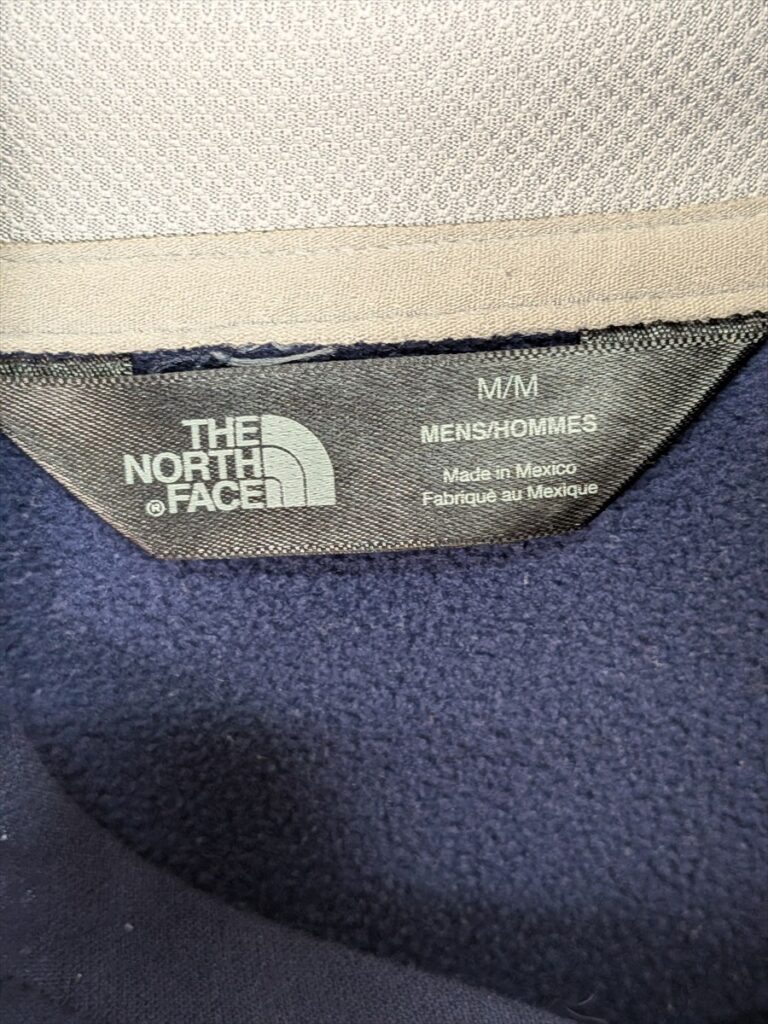 THE
NORTH
® FACE
M/M
MENS/HOMMES
Made in Mexico
Fabriqué au Mexique